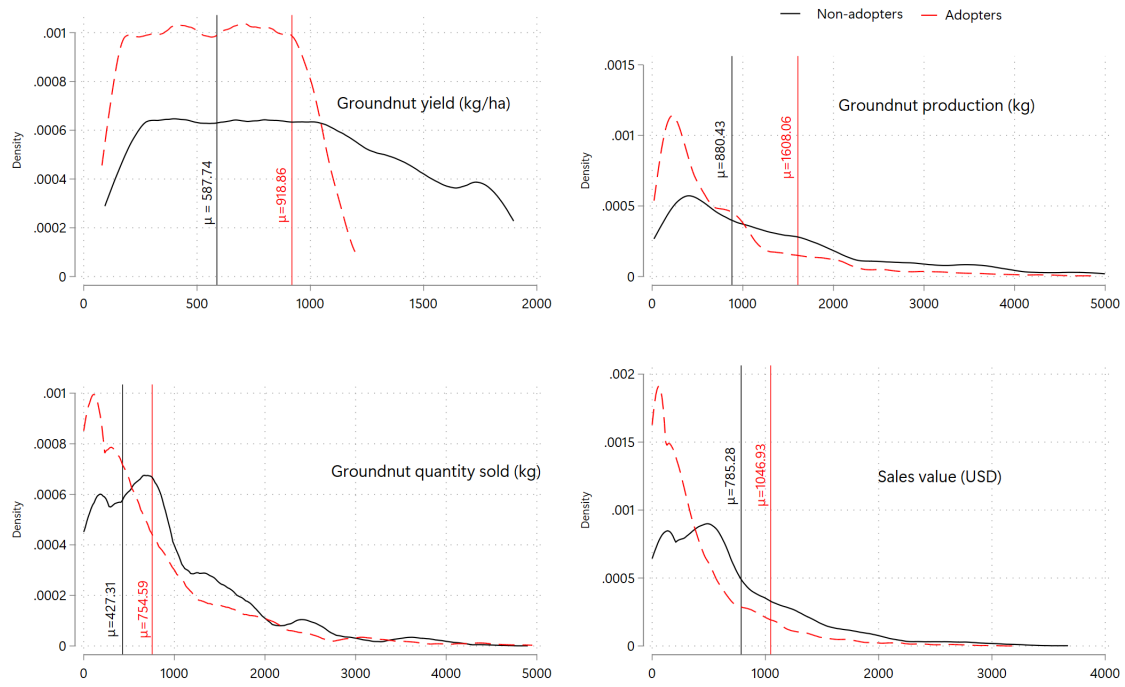 Non-adopters Adopters
Groundnut yield (kg/ha)
Density
.001
.0008
.0006
.0004
.0002
0
μ = 587.74
μ=918.86
0 500 1000 1500 2000
Groundnut production (kg)
Density
.0015
.001
.0005
0
μ=880.43
μ=1608.06
0 1000 2000 3000 4000 5000
Groundnut quantity sold (kg)
Density
.001
.0008
.0006
.0004
.0002
0
μ=427.31
μ=754.59
0 1000 2000 3000 4000 5000
Sales value (USD)
Density
.002
.0015
.001
.0005
0
μ=785.28
μ=1046.93
0 1000 2000 3000 4000